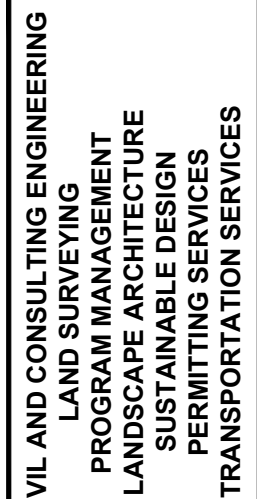 VIL AND CONSULTING ENGINEERING
LAND SURVEYING
PROGRAM MANAGEMENT
LANDSCAPE ARCHITECTURE
SUSTAINABLE DESIGN
PERMITTING SERVICES
TRANSPORTATION SERVICES